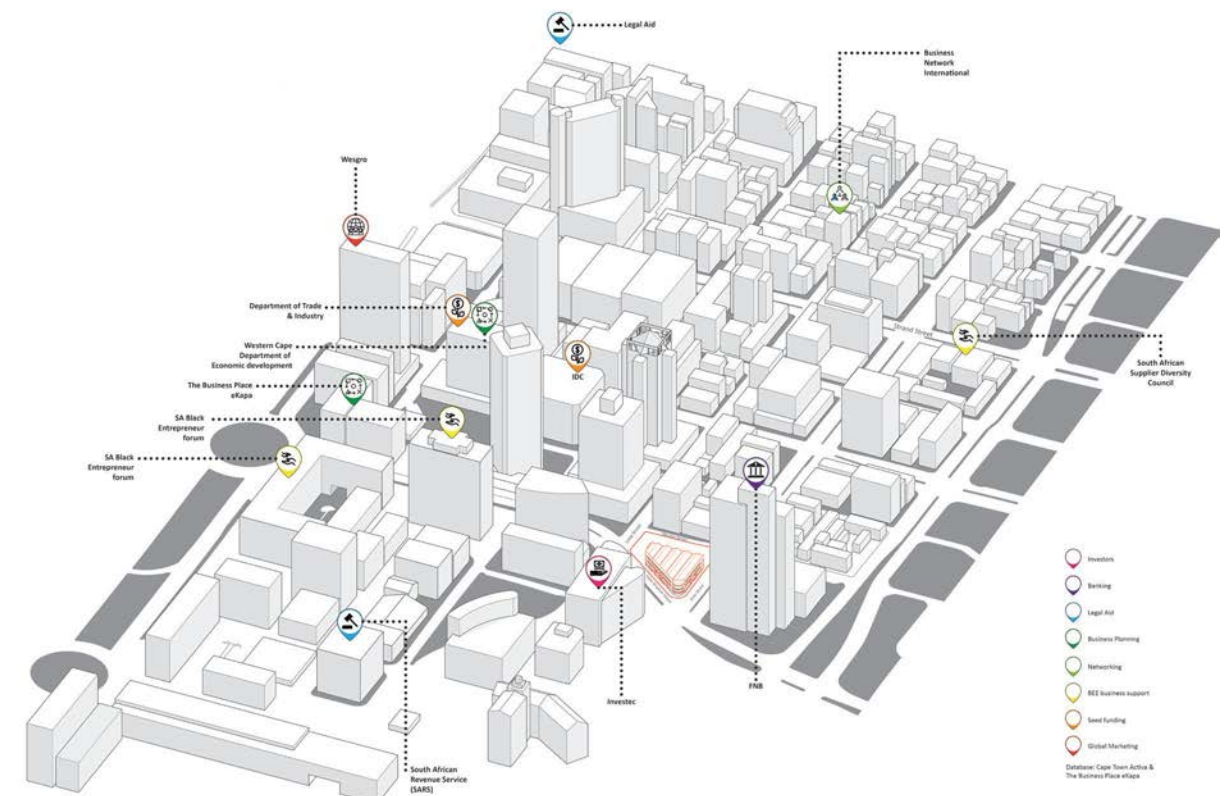 Legal Aid
Business
Network
International
Wesgro
Department of Trade
& Industry
Western Cape
Department of
Economic development
IDC
Strand Street
The Business Place
eKapa
SA Black
Entrepreneur
forum
SA Black
Entrepreneur
forum
South African
Supplier Diversity
Council
FNB
Investec
South African
Revenue Service
(SARS)
Investors
Banking
Legal Aid
Business Planning
Networking
BEE business support
Seed funding
Global Marketing
Database: Cape Town Activa &
The Business Place eKapa